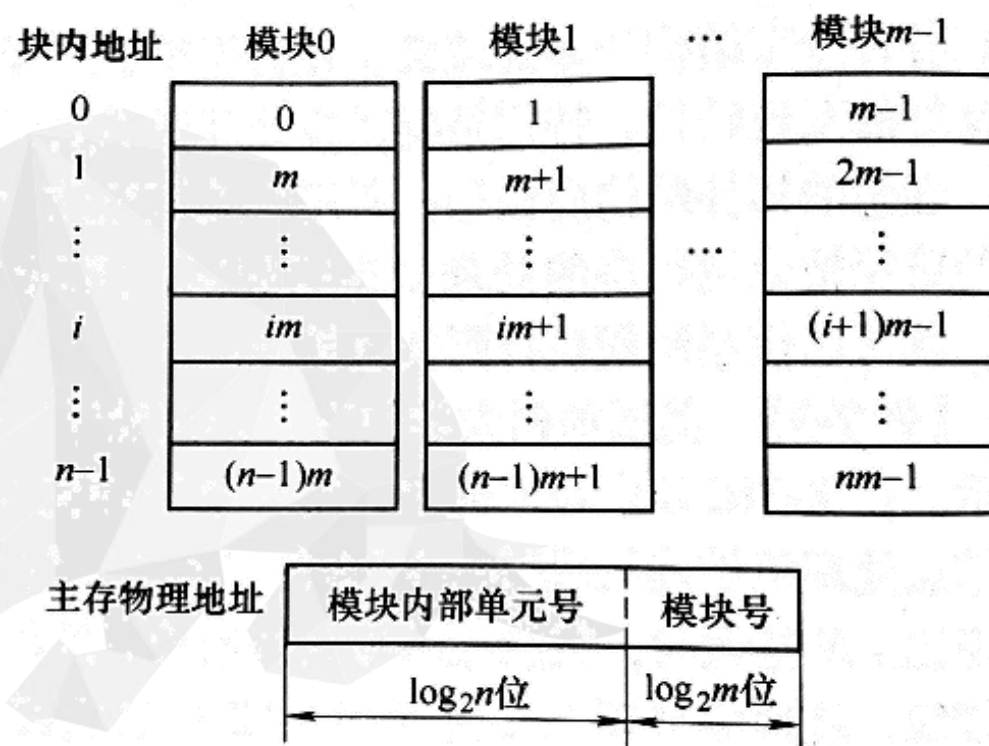 块内地址 模块0 模块1 … 模块m−1
0 0 1 m−1
1 m m+1 2m−1
⋮ ⋮ ⋮ … ⋮
i im im+1 (i+1)m−1
⋮ ⋮ ⋮ ⋮
n−1 (n−1)m (n−1)m+1 nm−1
主存物理地址 模块内部单元号 模块号
log₂n位 log₂m位